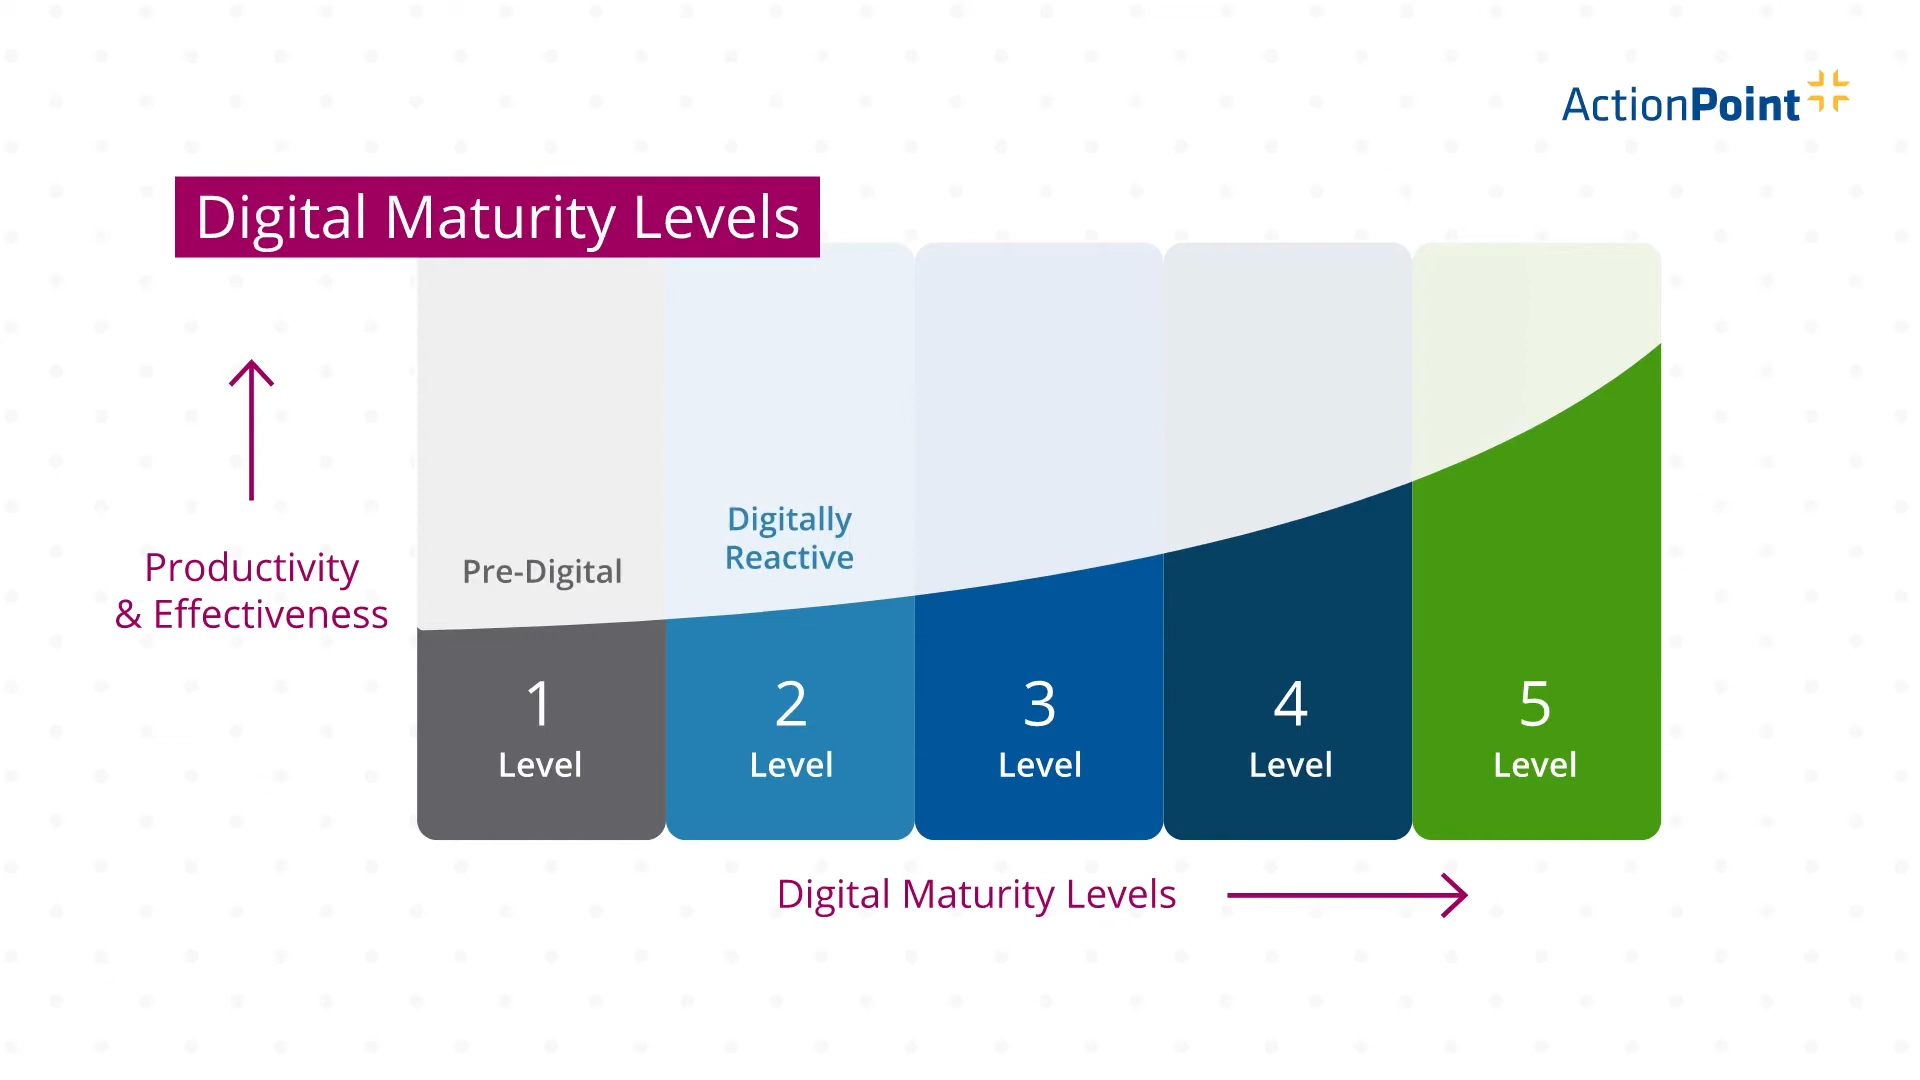 ActionPoint
Digital Maturity Levels
Productivity
& Effectiveness
Pre-Digital
Digitally
Reactive
1
Level
2
Level
3
Level
4
Level
5
Level
Digital Maturity Levels